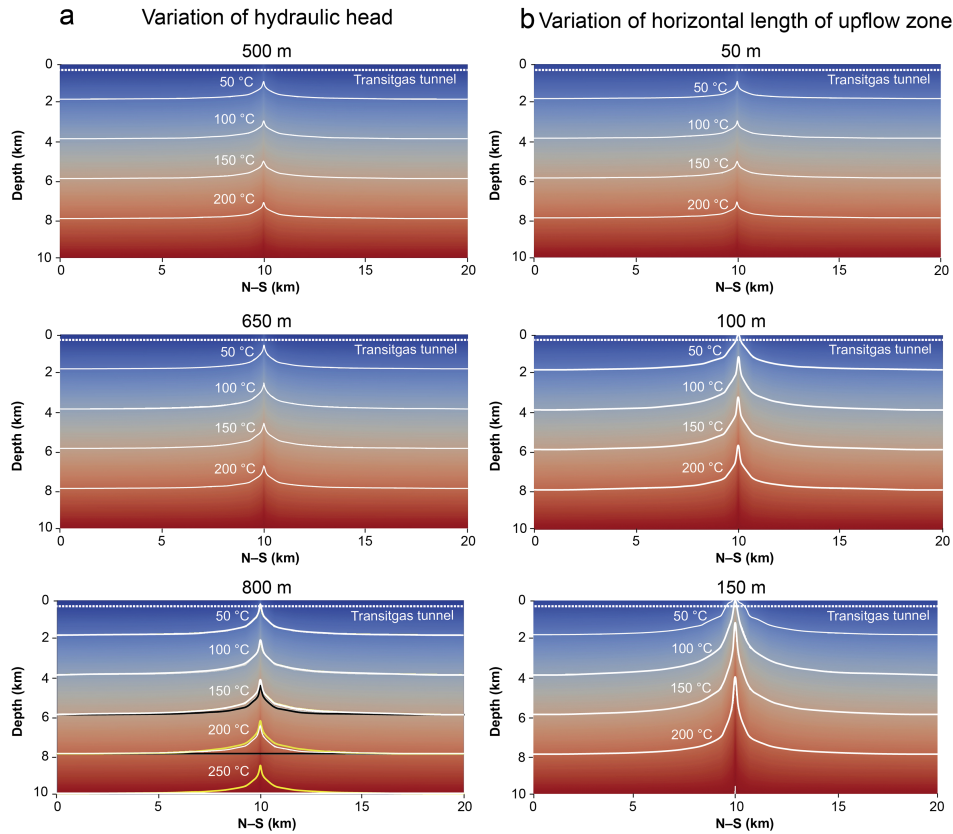 a Variation of hydraulic head
500 m
0
2
4
6
8
10
Depth (km)
Transitgas tunnel
50 °C
100 °C
150 °C
200 °C
0 5 10 15 20
N–S (km)
650 m
0
2
4
6
8
10
Depth (km)
Transitgas tunnel
50 °C
100 °C
150 °C
200 °C
0 5 10 15 20
N–S (km)
800 m
0
2
4
6
8
10
Depth (km)
Transitgas tunnel
50 °C
100 °C
150 °C
200 °C
250 °C
0 5 10 15 20
N–S (km)
b Variation of horizontal length of upflow zone
50 m
0
2
4
6
8
10
Depth (km)
Transitgas tunnel
50 °C
100 °C
150 °C
200 °C
0 5 10 15 20
N–S (km)
100 m
0
2
4
6
8
10
Depth (km)
Transitgas tunnel
50 °C
100 °C
150 °C
200 °C
0 5 10 15 20
N–S (km)
150 m
0
2
4
6
8
10
Depth (km)
Transitgas tunnel
50 °C
100 °C
150 °C
200 °C
0 5 10 15 20
N–S (km)